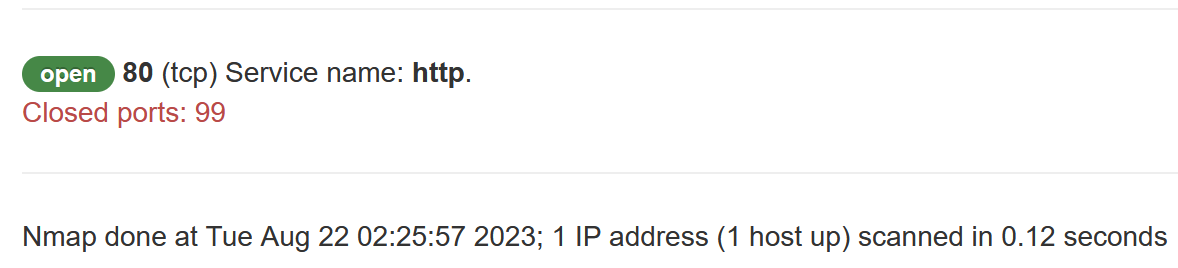 open 80 (tcp) Service name: http.
Closed ports: 99
Nmap done at Tue Aug 22 02:25:57 2023; 1 IP address (1 host up) scanned in 0.12 seconds